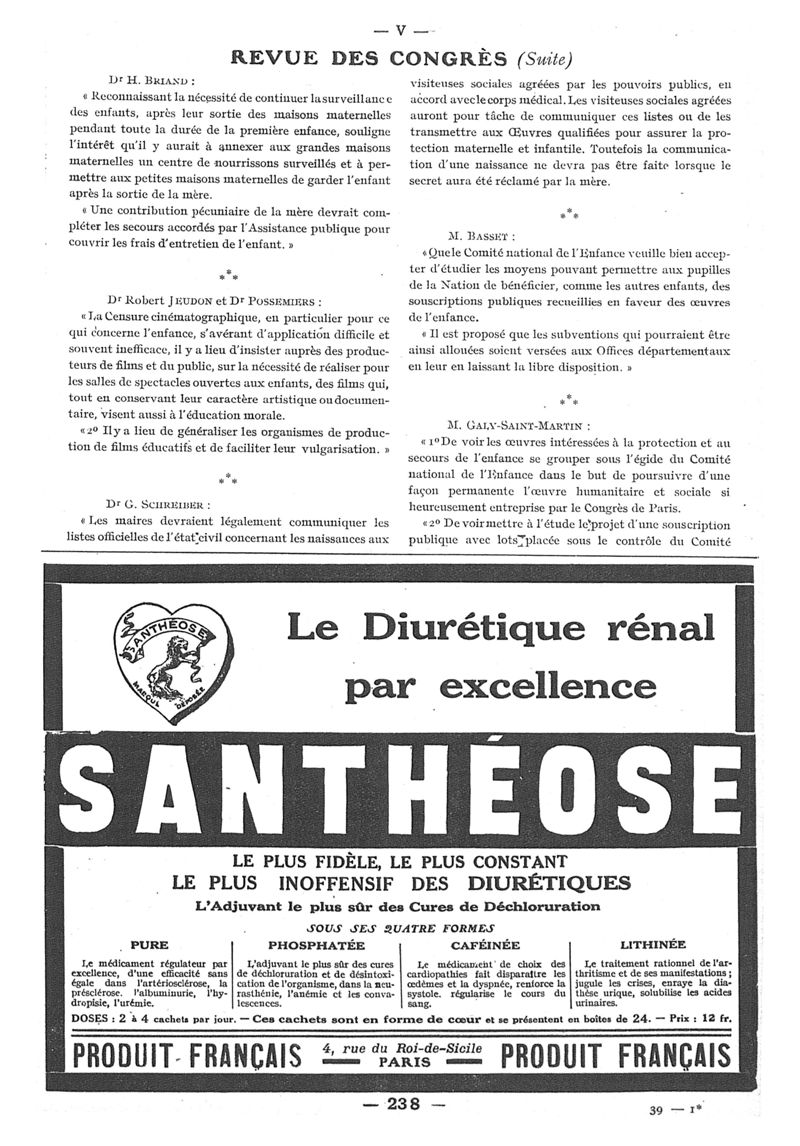 — V —
REVUE DES CONGRÈS (Suite)
Dr H. BRIAND :
« Reconnaissant la nécessité de continuer la surveillance
des enfants, après leur sortie des maisons maternelles
pendant toute la durée de la première enfance, souligne
l'intérêt qu'il y aurait à annexer aux grandes maisons
maternelles un centre de nourrissons surveillés et à per-
mettre aux petites maisons maternelles de garder l'enfant
après la sortie de la mère.
« Une contribution pécuniaire de la mère devrait com-
pléter les secours accordés par l'Assistance publique pour
couvrir les frais d'entretien de l'enfant. »
***
Dr Robert JEUDON et Dr POSSEMIERS :
« La Censure cinématographique, en particulier pour ce
qui concerne l'enfance, s'avérant d'application difficile et
souvent inefficace, il y a lieu d'insister auprès des produc-
teurs de films et du public, sur la nécessité de réaliser pour
les salles de spectacles ouvertes aux enfants, des films qui,
tout en conservant leur caractère artistique ou documen-
taire, visent aussi à l'éducation morale.
« 2o Il y a lieu de généraliser les organismes de produc-
tion de films éducatifs et de faciliter leur vulgarisation. »
***
Dr G. SCHREIBER :
« Les maires devraient légalement communiquer les
listes officielles de l'état civil concernant les naissances aux
visiteuses sociales agréées par les pouvoirs publics, en
accord avec le corps médical. Les visiteuses sociales agréées
auront pour tâche de communiquer ces listes ou de les
transmettre aux Œuvres qualifiées pour assurer la pro-
tection maternelle et infantile. Toutefois la communica-
tion d'une naissance ne devra pas être faite lorsque le
secret aura été réclamé par la mère.
***
M. BASSET :
« Que le Comité national de l'Enfance veuille bien accep-
ter d'étudier les moyens pouvant permettre aux pupilles
de la Nation de bénéficier, comme les autres enfants, des
souscriptions publiques recueillies en faveur des œuvres
de l'enfance.
« Il est proposé que les subventions qui pourraient être
ainsi allouées soient versées aux Offices départementaux
en leur en laissant la libre disposition. »
***
M. GALY-SAINT-MARTIN :
« 1o De voir les œuvres intéressées à la protection et au
secours de l'enfance se grouper sous l'égide du Comité
national de l'Enfance dans le but de poursuivre d'une
façon permanente l'œuvre humanitaire et sociale si
heureusement entreprise par le Congrès de Paris.
« 2o De voir mettre à l'étude le projet d'une souscription
publique avec lots placée sous le contrôle du Comité
SANTHÉOSE
MARQUE DÉPOSÉE
Le Diurétique rénal
par excellence
SANTHÉOSE
LE PLUS FIDÈLE, LE PLUS CONSTANT
LE PLUS INOFFENSIF DES DIURÉTIQUES
L'Adjuvant le plus sûr des Cures de Déchloruration
SOUS SES QUATRE FORMES
PURE
Le médicament régulateur par
excellence, d'une efficacité sans
égale dans l'artériosclérose, la
présclérose, l'albuminurie, l'hy-
dropisie, l'urémie.
PHOSPHATÉE
L'adjuvant le plus sûr des cures
de déchloruration et de désintoxi-
cation de l'organisme, dans la neu-
rasthénie, l'anémie et les conva-
lescences.
CAFÉINÉE
Le médicament de choix des
cardiopathies fait disparaître les
œdèmes et la dyspnée, renforce la
systole, régularise le cours du
sang.
LITHINÉE
Le traitement rationnel de l'ar-
thritisme et de ses manifestations ;
jugule les crises, enraye la dia-
thèse urique, solubilise les acides
urinaires.
DOSES : 2 à 4 cachets par jour. — Ces cachets sont en forme de cœur et se présentent en boîtes de 24. — Prix : 12 fr.
PRODUIT FRANÇAIS
4, rue du Roi-de-Sicile
PARIS
PRODUIT FRANÇAIS
— 238 —
39 — 1*